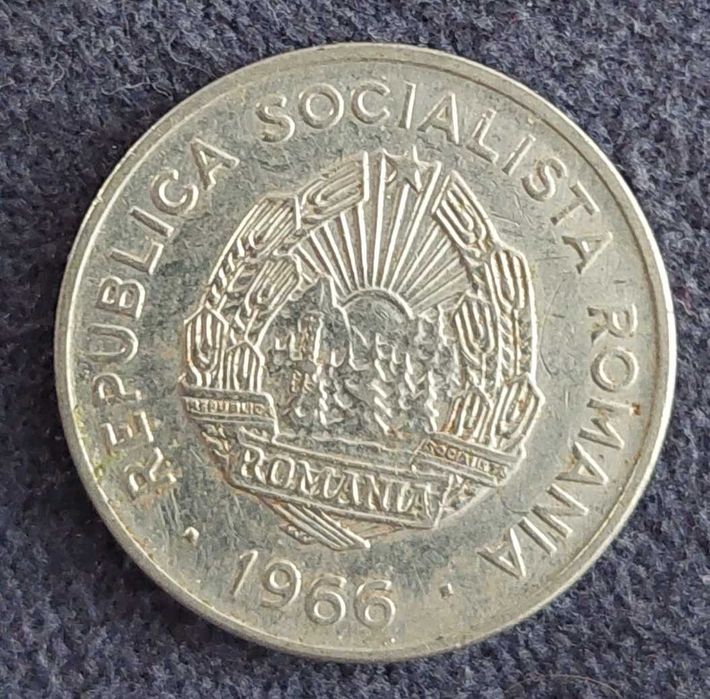 REPUBLICA SOCIALISTA ROMANIA
REPUBLICA
SOCIALISTA
ROMANIA
· 1966 ·